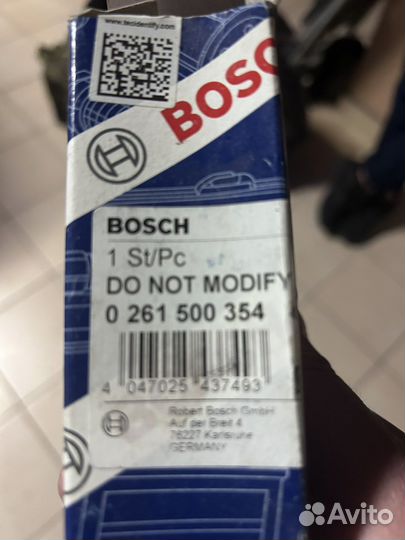 www.tecidentify.com
BOSC
BOSCH
1 St/Pc
DO NOT MODIFY
0 261 500 354
4 047025 437493
Robert Bosch GmbH
Auf der Breit 4
76227 Karlsruhe
GERMANY
Avito